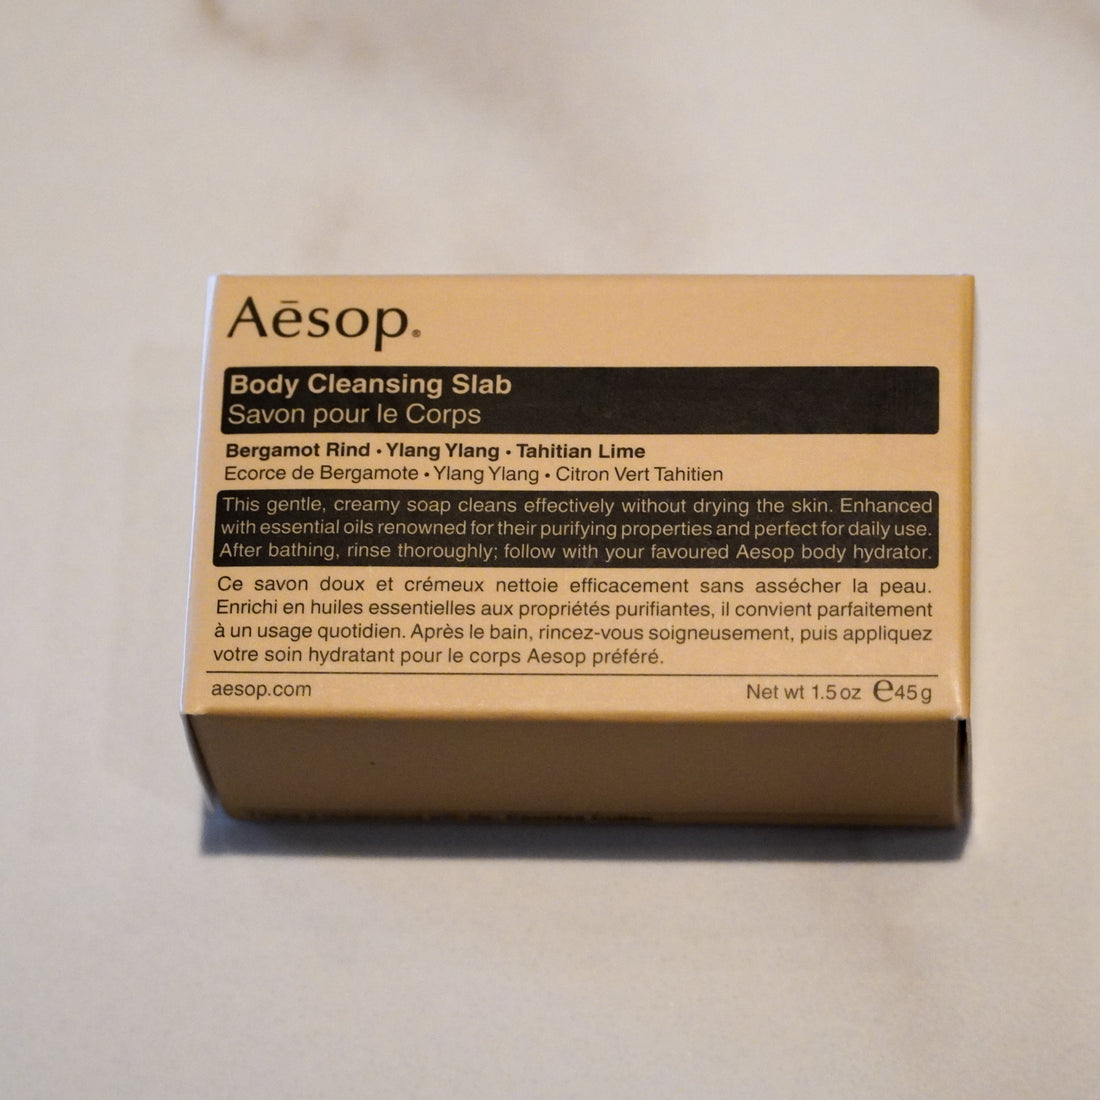 Aēsop®
Body Cleansing Slab
Savon pour le Corps
Bergamot Rind • Ylang Ylang • Tahitian Lime
Ecorce de Bergamote • Ylang Ylang • Citron Vert Tahitien
This gentle, creamy soap cleans effectively without drying the skin. Enhanced
with essential oils renowned for their purifying properties and perfect for daily use.
After bathing, rinse thoroughly; follow with your favoured Aesop body hydrator.
Ce savon doux et crémeux nettoie efficacement sans assécher la peau.
Enrichi en huiles essentielles aux propriétés purifiantes, il convient parfaitement
à un usage quotidien. Après le bain, rincez-vous soigneusement, puis appliquez
votre soin hydratant pour le corps Aesop préféré.
aesop.com Net wt 1.5 oz ℮45 g